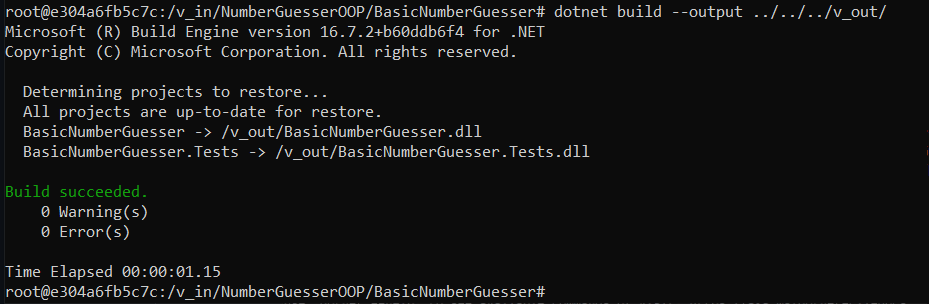 root@e304a6fb5c7c:/v_in/NumberGuesserOOP/BasicNumberGuesser# dotnet build --output ../../../v_out/
Microsoft (R) Build Engine version 16.7.2+b60ddb6f4 for .NET
Copyright (C) Microsoft Corporation. All rights reserved.

  Determining projects to restore...
  All projects are up-to-date for restore.
  BasicNumberGuesser -> /v_out/BasicNumberGuesser.dll
  BasicNumberGuesser.Tests -> /v_out/BasicNumberGuesser.Tests.dll

Build succeeded.
    0 Warning(s)
    0 Error(s)

Time Elapsed 00:00:01.15
root@e304a6fb5c7c:/v_in/NumberGuesserOOP/BasicNumberGuesser#